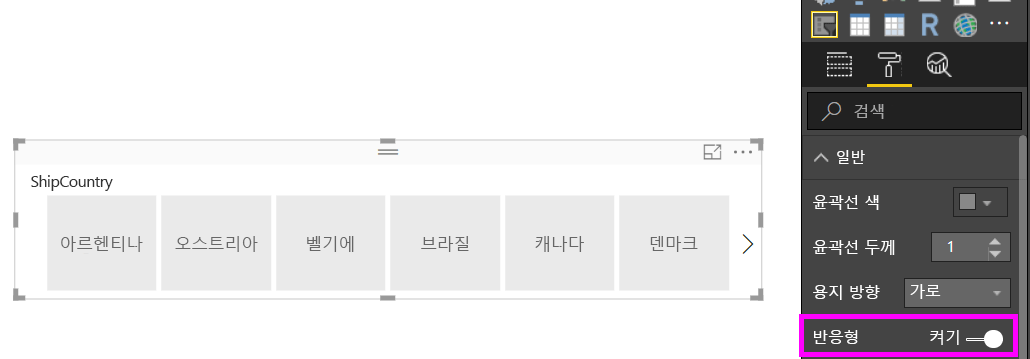 R
검색
일반
윤곽선 색
윤곽선 두께 1
용지 방향 가로
반응형 켜기
ShipCountry
아르헨티나 오스트리아 벨기에 브라질 캐나다 덴마크